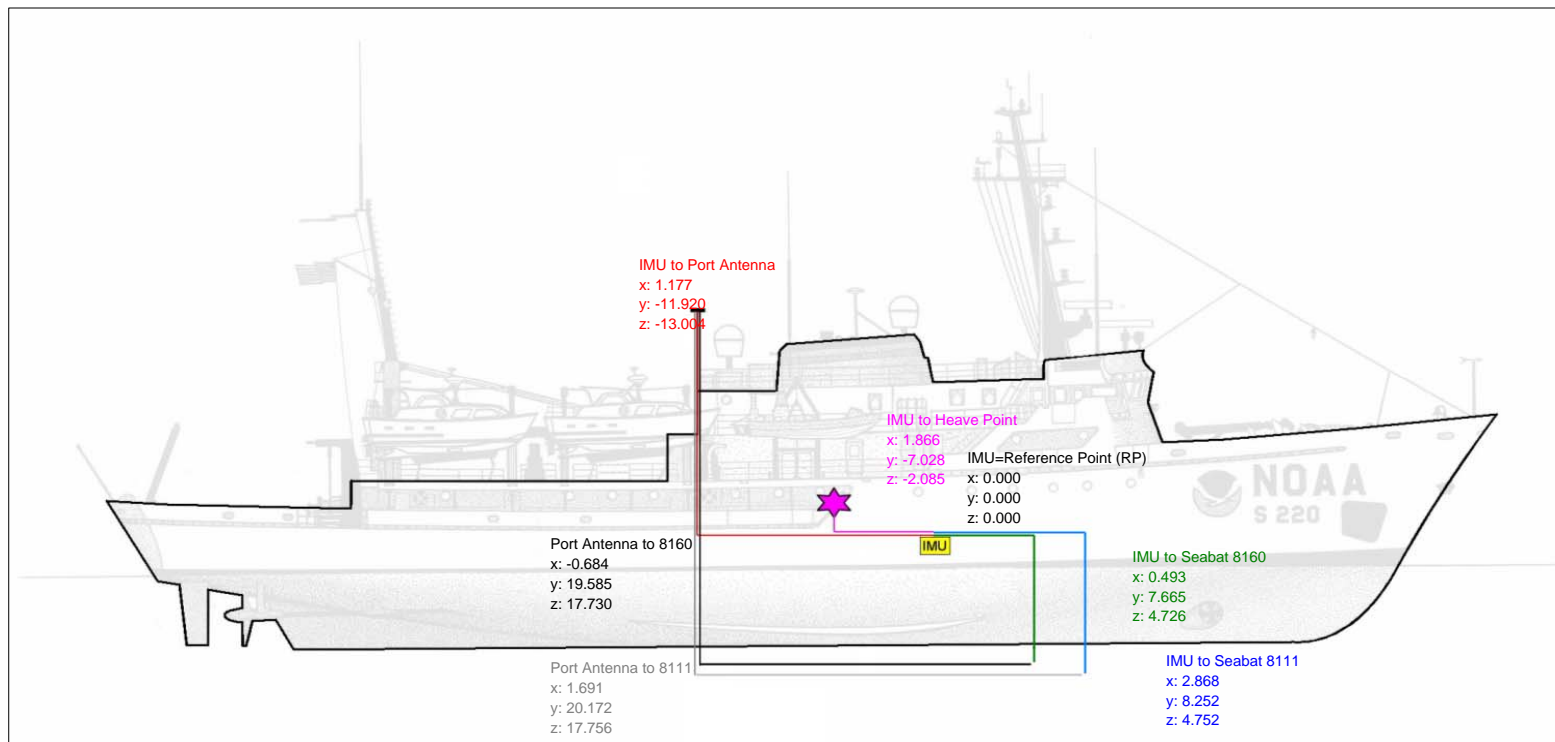 IMU to Port Antenna
x: 1.177
y: -11.920
z: -13.004
IMU to Heave Point
x: 1.866
y: -7.028
z: -2.085
IMU=Reference Point (RP)
x: 0.000
y: 0.000
z: 0.000
NOAA
S 220
IMU
Port Antenna to 8160
x: -0.684
y: 19.585
z: 17.730
IMU to Seabat 8160
x: 0.493
y: 7.665
z: 4.726
Port Antenna to 8111
x: 1.691
y: 20.172
z: 17.756
IMU to Seabat 8111
x: 2.868
y: 8.252
z: 4.752